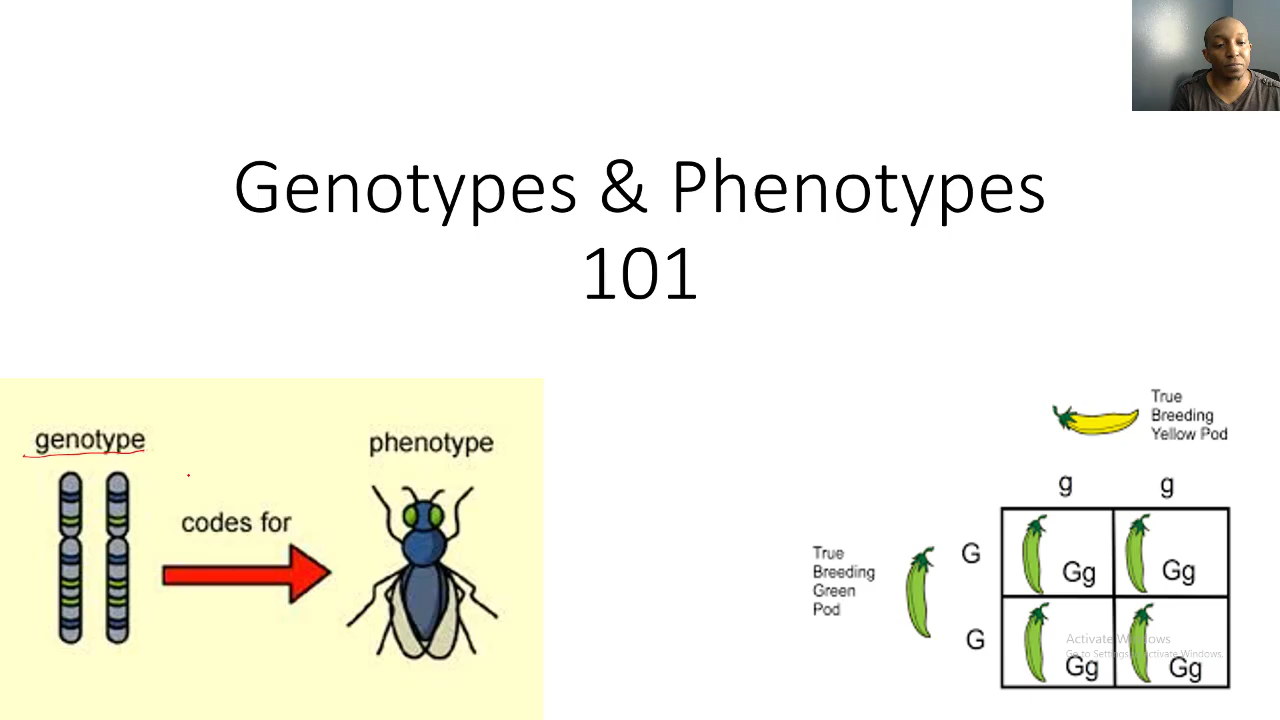 Genotypes & Phenotypes
101
genotype
phenotype
codes for
True
Breeding
Yellow Pod
g
g
True
Breeding
Green
Pod
G
Gg
Gg
G
Gg
Gg
Activate Windows
Go to Settings to activate Windows.